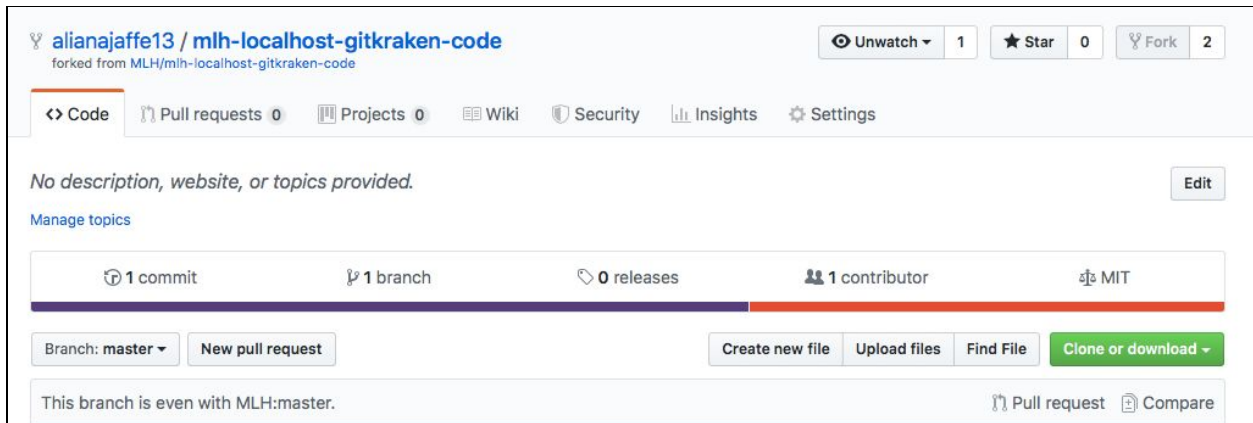 alianajaffe13 / mlh-localhost-gitkraken-code Unwatch 1 Star 0 Fork 2
forked from MLH/mlh-localhost-gitkraken-code
Code Pull requests 0 Projects 0 Wiki Security Insights Settings
No description, website, or topics provided. Edit
Manage topics
1 commit 1 branch 0 releases 1 contributor MIT
Branch: master New pull request Create new file Upload files Find File Clone or download
This branch is even with MLH:master. Pull request Compare